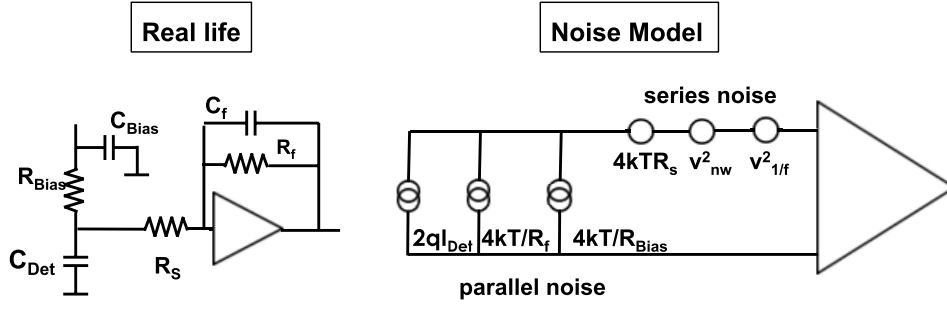 Real life
Noise Model
C_f
C_Bias
R_f
R_Bias
C_Det
R_S
series noise
4kTR_s v²_nw v²_1/f
2qI_Det 4kT/R_f 4kT/R_Bias
parallel noise